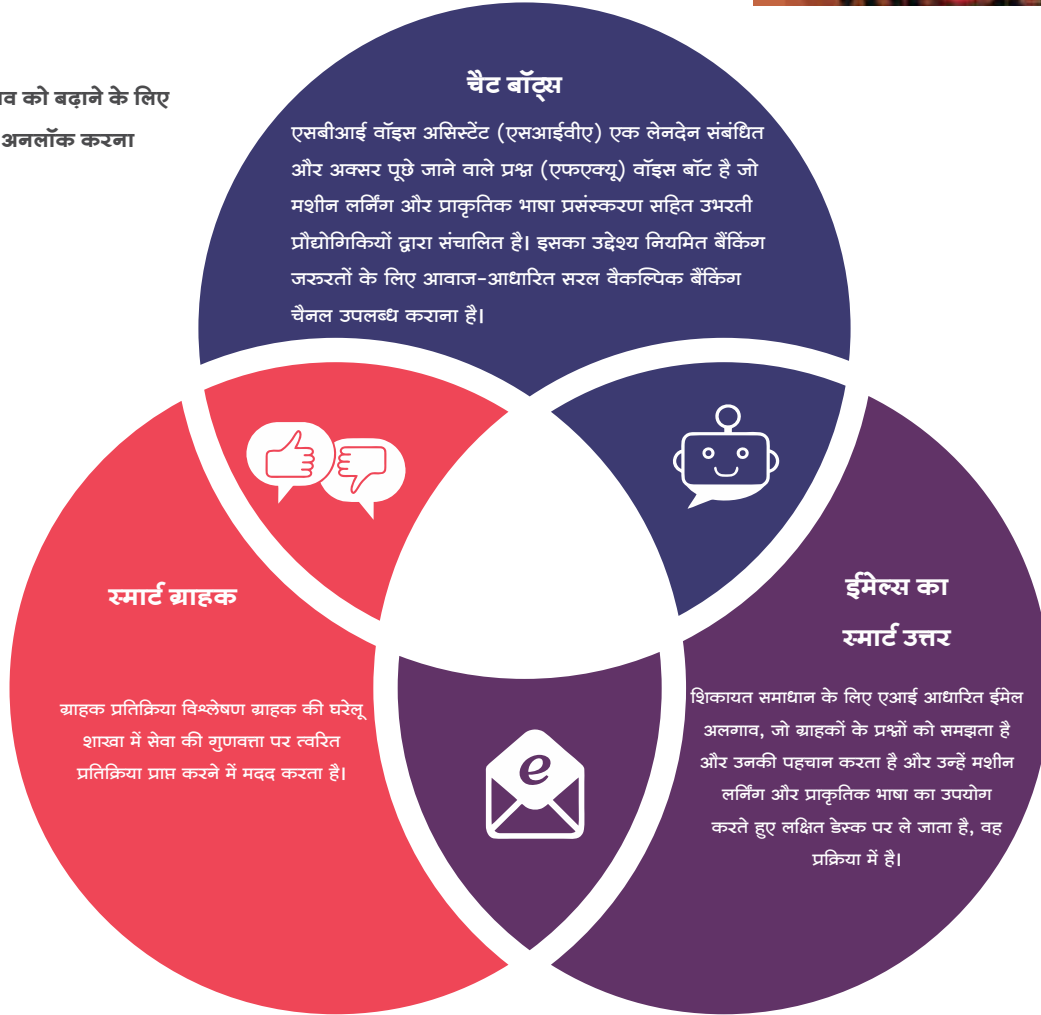 को बढ़ाने के लिए
अनलॉक करना
चैट बॉट्स
एसबीआई वॉइस असिस्टेंट (एसआईवीए) एक लेनदेन संबंधित
और अक्सर पूछे जाने वाले प्रश्न (एफएक्यू) वॉइस बॉट है जो
मशीन लर्निंग और प्राकृतिक भाषा प्रसंस्करण सहित उभरती
प्रौद्योगिकियों द्वारा संचालित है। इसका उद्देश्य नियमित बैंकिंग
जरुरतों के लिए आवाज-आधारित सरल वैकल्पिक बैंकिंग
चैनल उपलब्ध कराना है।
स्मार्ट ग्राहक
ग्राहक प्रतिक्रिया विश्लेषण ग्राहक की घरेलू
शाखा में सेवा की गुणवत्ता पर त्वरित
प्रतिक्रिया प्राप्त करने में मदद करता है।
ईमेल्स का
स्मार्ट उत्तर
शिकायत समाधान के लिए एआई आधारित ईमेल
अलगाव, जो ग्राहकों के प्रश्नों को समझता है
और उनकी पहचान करता है और उन्हें मशीन
लर्निंग और प्राकृतिक भाषा का उपयोग
करते हुए लक्षित डेस्क पर ले जाता है, वह
प्रक्रिया में है।
e